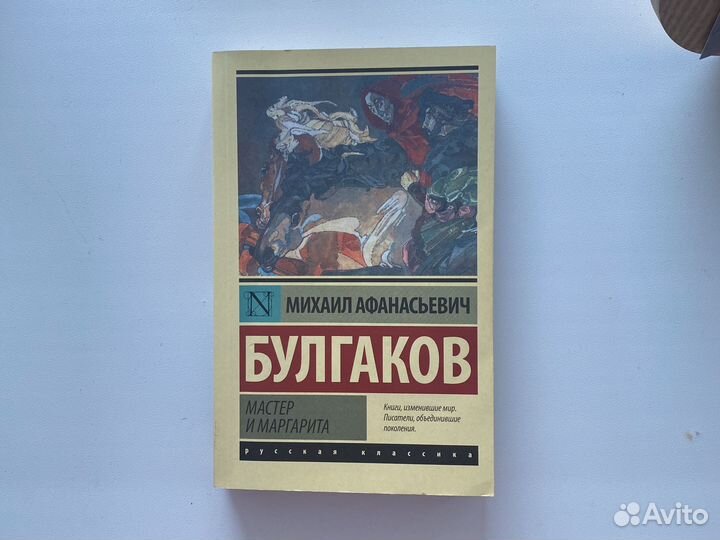 N
МИХАИЛ АФАНАСЬЕВИЧ
БУЛГАКОВ
МАСТЕР
И МАРГАРИТА
Книги, изменившие мир.
Писатели, объединившие
поколения.
русская классика
Avito